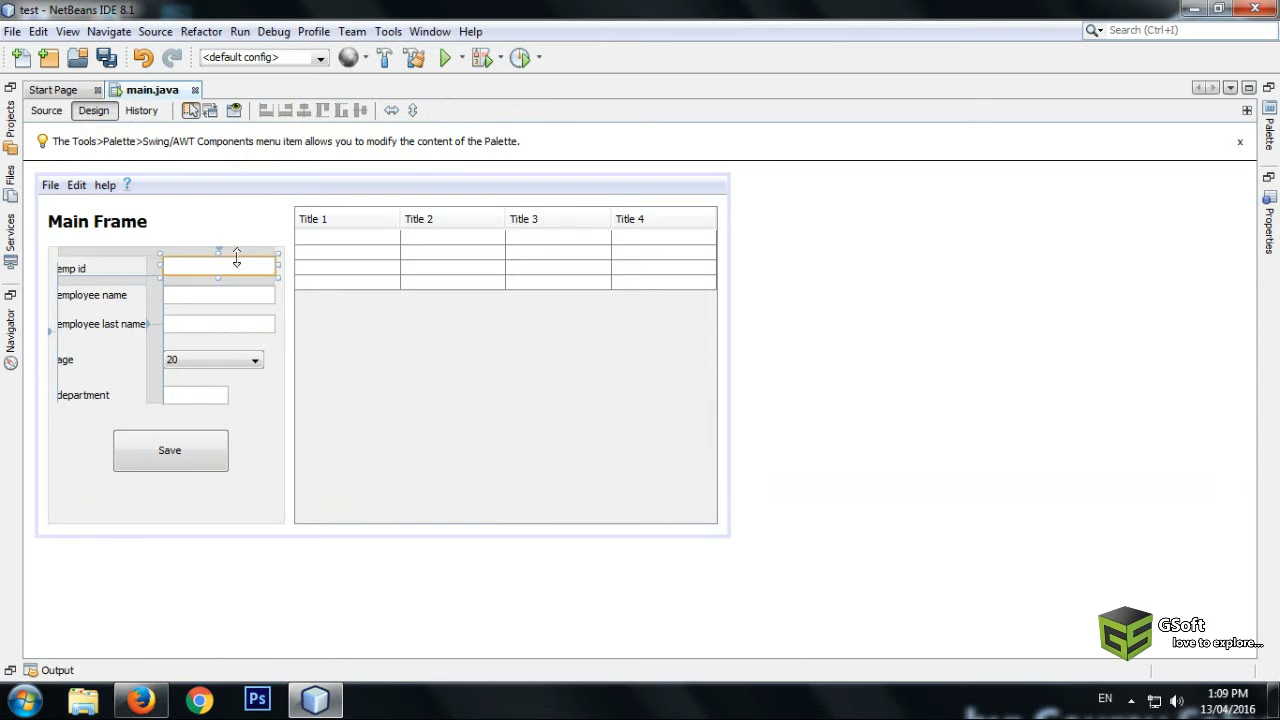 test - NetBeans IDE 8.1
File Edit View Navigate Source Refactor Run Debug Profile Team Tools Window Help
Search (Ctrl+I)
<default config>
Start Page main.java
Source Design History
The Tools>Palette>Swing/AWT Components menu item allows you to modify the content of the Palette.
x
Projects
Files
Services
Navigator
Palette
Properties
File Edit help ?
Main Frame
Title 1 Title 2 Title 3 Title 4
emp id
employee name
employee last name
age 20
department
Save
GSoft
love to explore...
Output
Ps
EN
1:09 PM
13/04/2016